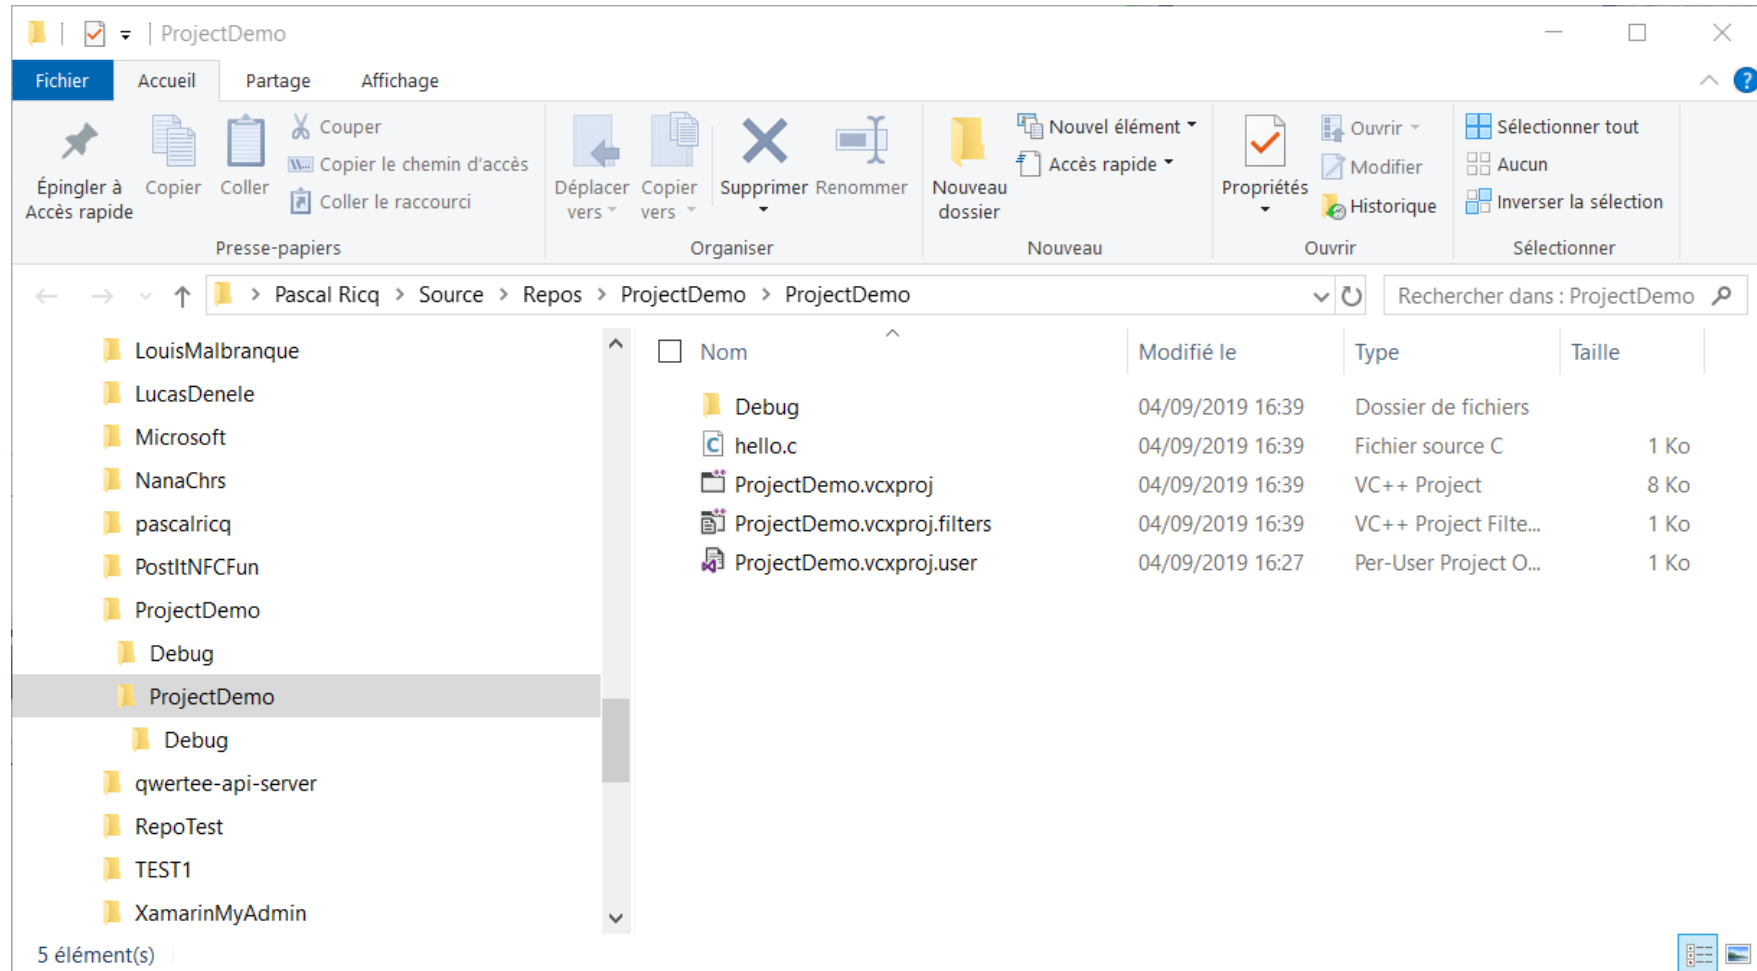 ProjectDemo
Fichier Accueil Partage Affichage
Épingler à Accès rapide
Copier
Coller
Couper
Copier le chemin d'accès
Coller le raccourci
Presse-papiers
Déplacer vers
Copier vers
Supprimer
Renommer
Organiser
Nouveau dossier
Nouvel élément
Accès rapide
Nouveau
Propriétés
Ouvrir
Modifier
Historique
Ouvrir
Sélectionner tout
Aucun
Inverser la sélection
Sélectionner
Pascal Ricq > Source > Repos > ProjectDemo > ProjectDemo
Rechercher dans : ProjectDemo
LouisMalbranque
LucasDenele
Microsoft
NanaChrs
pascalricq
PostItNFCFun
ProjectDemo
Debug
ProjectDemo
Debug
qwertee-api-server
RepoTest
TEST1
XamarinMyAdmin
Nom Modifié le Type Taille
Debug 04/09/2019 16:39 Dossier de fichiers
hello.c 04/09/2019 16:39 Fichier source C 1 Ko
ProjectDemo.vcxproj 04/09/2019 16:39 VC++ Project 8 Ko
ProjectDemo.vcxproj.filters 04/09/2019 16:39 VC++ Project Filte... 1 Ko
ProjectDemo.vcxproj.user 04/09/2019 16:27 Per-User Project O... 1 Ko
5 élément(s)